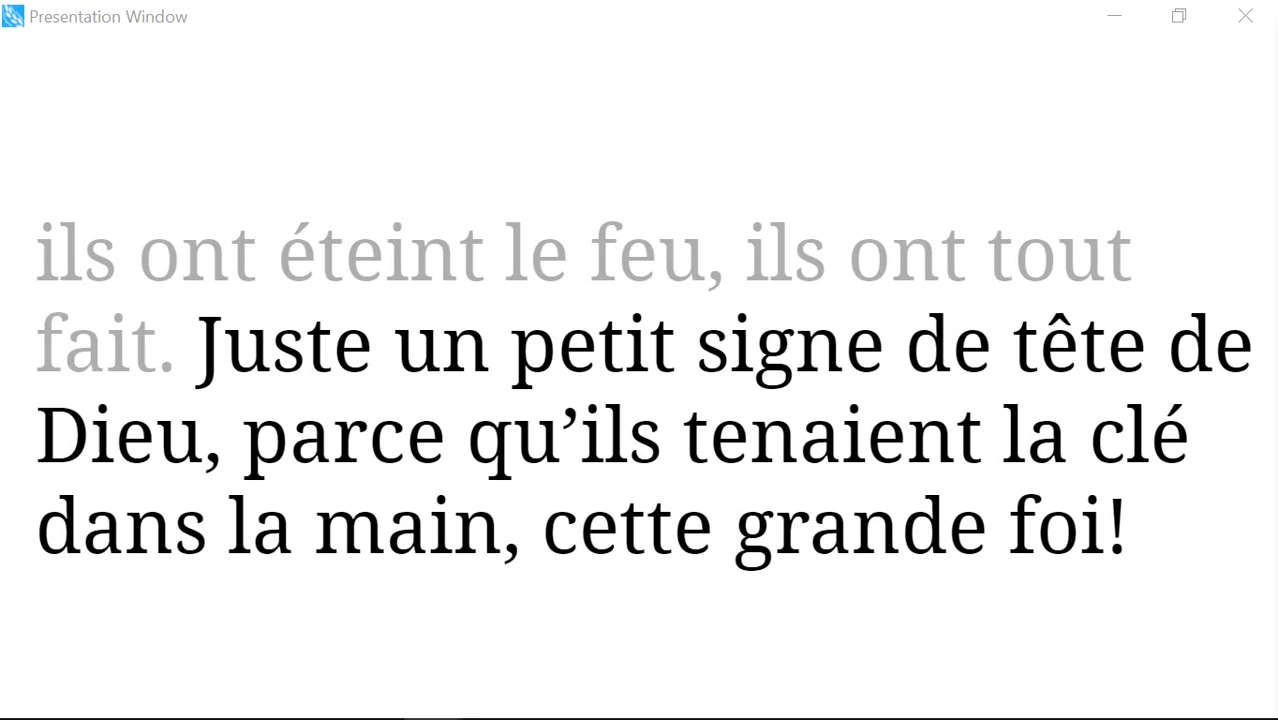 Presentation Window
ils ont éteint le feu, ils ont tout
fait. Juste un petit signe de tête de
Dieu, parce qu’ils tenaient la clé
dans la main, cette grande foi!